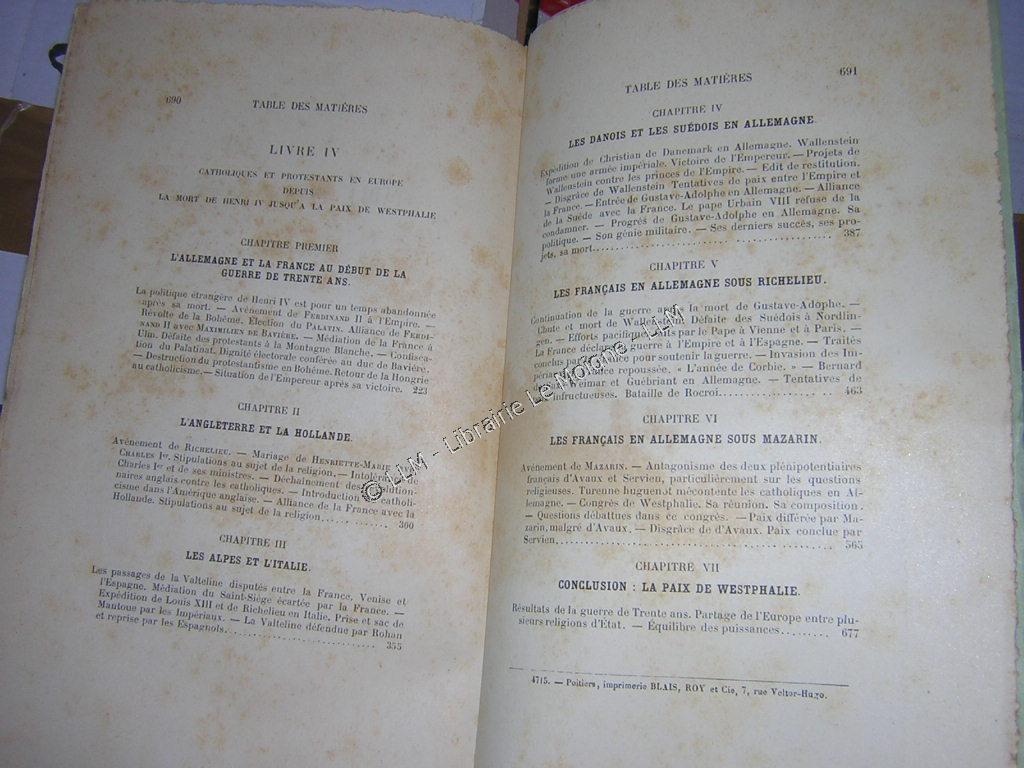 690
TABLE DES MATIÈRES
LIVRE IV
CATHOLIQUES ET PROTESTANTS EN EUROPE
DEPUIS
LA MORT DE HENRI IV JUSQU'A LA PAIX DE WESTPHALIE
CHAPITRE PREMIER
L'ALLEMAGNE ET LA FRANCE AU DÉBUT DE LA
GUERRE DE TRENTE ANS.
La politique étrangère de Henri IV est pour un temps abandonnée
après sa mort. — Avénement de FERDINAND II à l'Empire. —
Révolte de la Bohême. Élection du PALATIN. Alliance de FERDI-
NAND II avec MAXIMILIEN DE BAVIÈRE. — Médiation de la France à
Ulm. Défaite des protestants à la Montagne Blanche. — Confisca-
tion du Palatinat. Dignité électorale conférée au duc de Bavière.
— Destruction du protestantisme en Bohême. Retour de la Hongrie
au catholicisme. — Situation de l'Empereur après sa victoire. 223
CHAPITRE II
L'ANGLETERRE ET LA HOLLANDE.
Avénement de RICHELIEU. — Mariage de HENRIETTE-MARIE
CHARLES Ier. Stipulations au sujet de la religion. — Intolérance
Charles Ier et de ses ministres. — Déchaînement des
naires anglais contre les catholiques. — Introduction catholi-
cisme dans l'Amérique anglaise. — Alliance de la France avec la
Hollande. Stipulations au sujet de la religion............. 300
CHAPITRE III
LES ALPES ET L'ITALIE.
Les passages de la Valteline disputés entre la France, Venise et
l'Espagne. Médiation du Saint-Siège écartée par la France. —
Expédition de Louis XIII et de Richelieu en Italie. Prise et sac de
Mantoue par les Impériaux. — La Valteline défendue par Rohan
et reprise par les Espagnols.......................... 355
TABLE DES MATIÈRES
691
CHAPITRE IV
LES DANOIS ET LES SUÉDOIS EN ALLEMAGNE.
Expédition de Christian de Danemark en Allemagne. Wallenstein
forme une armée impériale. Victoire de l'Empereur. — Projets de
Wallenstein contre les princes de l'Empire. — Edit de restitution.
— Disgrâce de Wallenstein Tentatives de paix entre l'Empire et
la France. — Entrée de Gustave-Adolphe en Allemagne. — Alliance
de la Suède avec la France. Le pape Urbain VIII refuse de la
condamner. — Progrès de Gustave-Adolphe en Allemagne. Sa
politique. — Son génie militaire. — Ses derniers succès, ses pro-
jets, sa mort.......................... 387
CHAPITRE V
LES FRANÇAIS EN ALLEMAGNE SOUS RICHELIEU.
Continuation de la guerre après la mort de Gustave-Adophe. —
Chute et mort de Wallenstein. Défaite des Suédois à Nordlin-
gen. — Efforts pacifiques faits par le Pape à Vienne et à Paris. —
La France déclare la guerre à l'Empire et à l'Espagne. — Traités
conclus par la France pour soutenir la guerre. — Invasion des Im-
périaux en France repoussée. « L'année de Corbie. » — Bernard
de Weimar et Guébriant en Allemagne. — Tentatives de
infructueuses. Bataille de Rocroi.................. 463
CHAPITRE VI
LES FRANÇAIS EN ALLEMAGNE SOUS MAZARIN.
Avénement de MAZARIN. — Antagonisme des deux plénipotentiaires
français d'Avaux et Servien, particulièrement sur les questions
religieuses. Turenne huguenot mécontente les catholiques en Al-
lemagne. — Congrès de Westphalie. Sa réunion. Sa composition.
— Questions débattues dans ce congrès. — Paix différée par Ma-
zarin, malgré d'Avaux. — Disgrâce de d'Avaux. Paix conclue par
Servien.................................... 565
CHAPITRE VII
CONCLUSION : LA PAIX DE WESTPHALIE.
Résultats de la guerre de Trente ans. Partage de l'Europe entre plu-
sieurs religions d'État. — Équilibre des puissances......... 677
4715. — Poitiers, imprimerie BLAIS, ROY et Cie, 7, rue Victor-Hugo.
© LLM - Librairie Le Molone - LLM